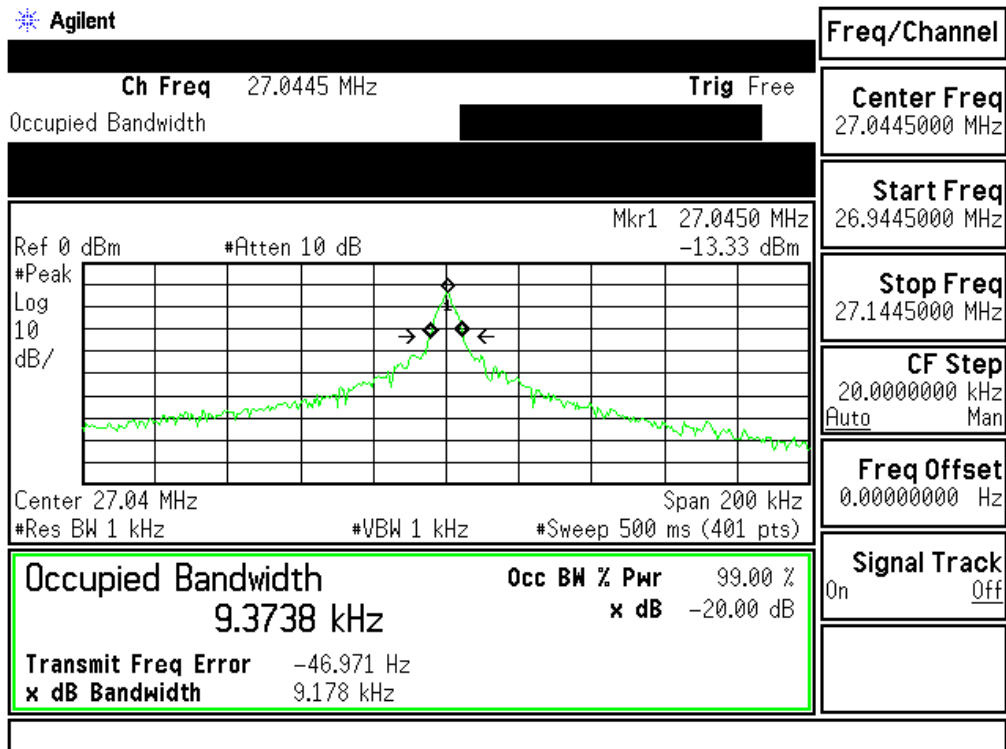 Agilent
Freq/Channel
Ch Freq 27.0445 MHz Trig Free
Occupied Bandwidth
Center Freq
27.0445000 MHz
Start Freq
26.9445000 MHz
Mkr1 27.0450 MHz
Ref 0 dBm #Atten 10 dB -13.33 dBm
#Peak
Log
10
dB/
1
Stop Freq
27.1445000 MHz
CF Step
20.0000000 kHz
Auto Man
Freq Offset
0.00000000 Hz
Center 27.04 MHz Span 200 kHz
#Res BW 1 kHz #VBW 1 kHz #Sweep 500 ms (401 pts)
Signal Track
On Off
Occupied Bandwidth Occ BW % Pwr 99.00 %
9.3738 kHz x dB -20.00 dB
Transmit Freq Error -46.971 Hz
x dB Bandwidth 9.178 kHz